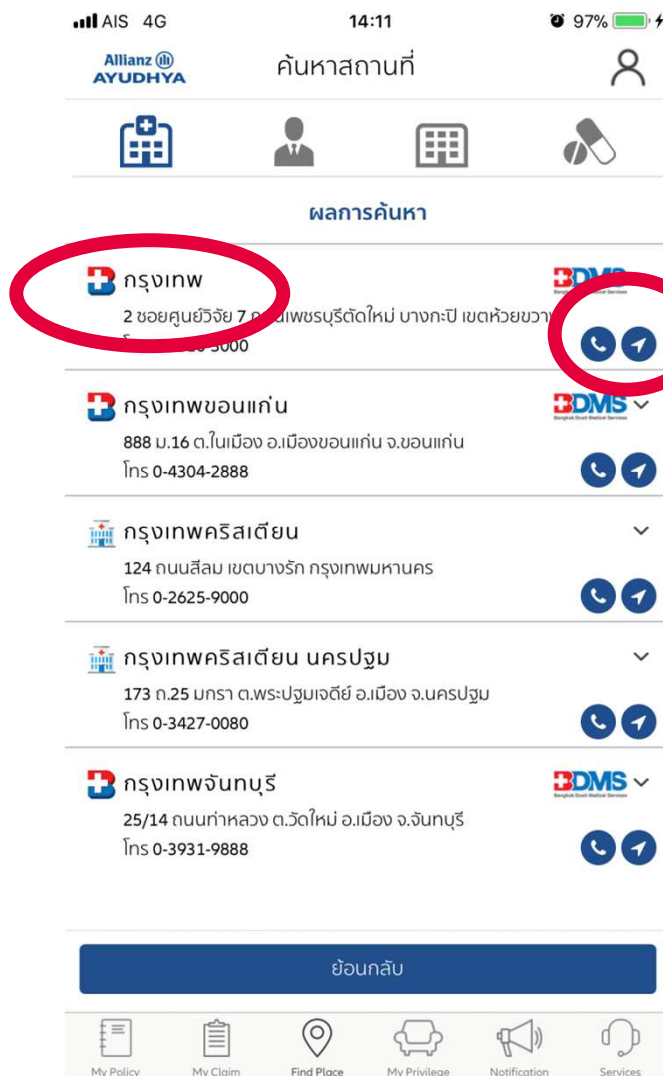 AIS 4G 14:11 97%
Allianz
AYUDHYA
ค้นหาสถานที่
ผลการค้นหา
กรุงเทพ BDMS
2 ซอยศูนย์วิจัย 7 เพชรบุรีตัดใหม่ บางกะปิ เขตห้วยขวาง
กรุงเทพขอนแก่น BDMS
Bangkok Dusit Medical Services
888 ม.16 ต.ในเมือง อ.เมืองขอนแก่น จ.ขอนแก่น
โทร 0-4304-2888
กรุงเทพคริสเตียน
124 ถนนสีลม เขตบางรัก กรุงเทพมหานคร
โทร 0-2625-9000
กรุงเทพคริสเตียน นครปฐม
173 ถ.25 มกรา ต.พระปฐมเจดีย์ อ.เมือง จ.นครปฐม
โทร 0-3427-0080
กรุงเทพจันทบุรี BDMS
Bangkok Dusit Medical Services
25/14 ถนนท่าหลวง ต.วัดใหม่ อ.เมือง จ.จันทบุรี
โทร 0-3931-9888
ย้อนกลับ
My Policy My Claim Find Place My Privilege Notification Services